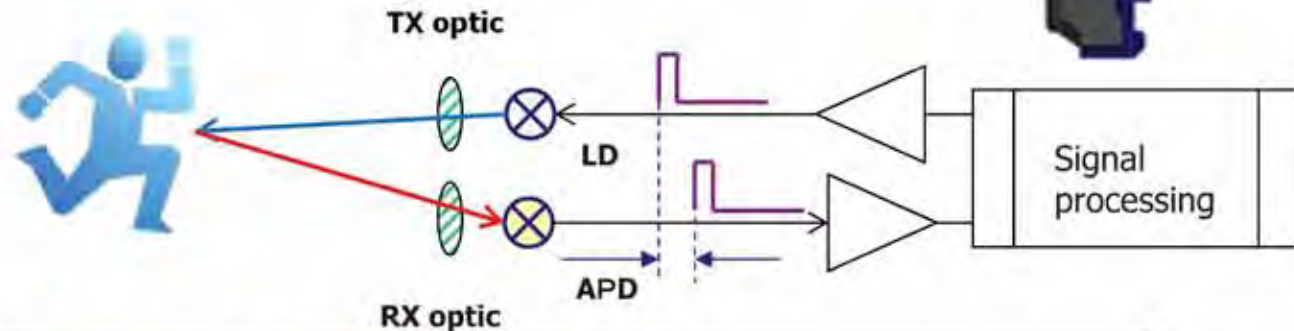 TX optic
LD
Signal
processing
APD
RX optic